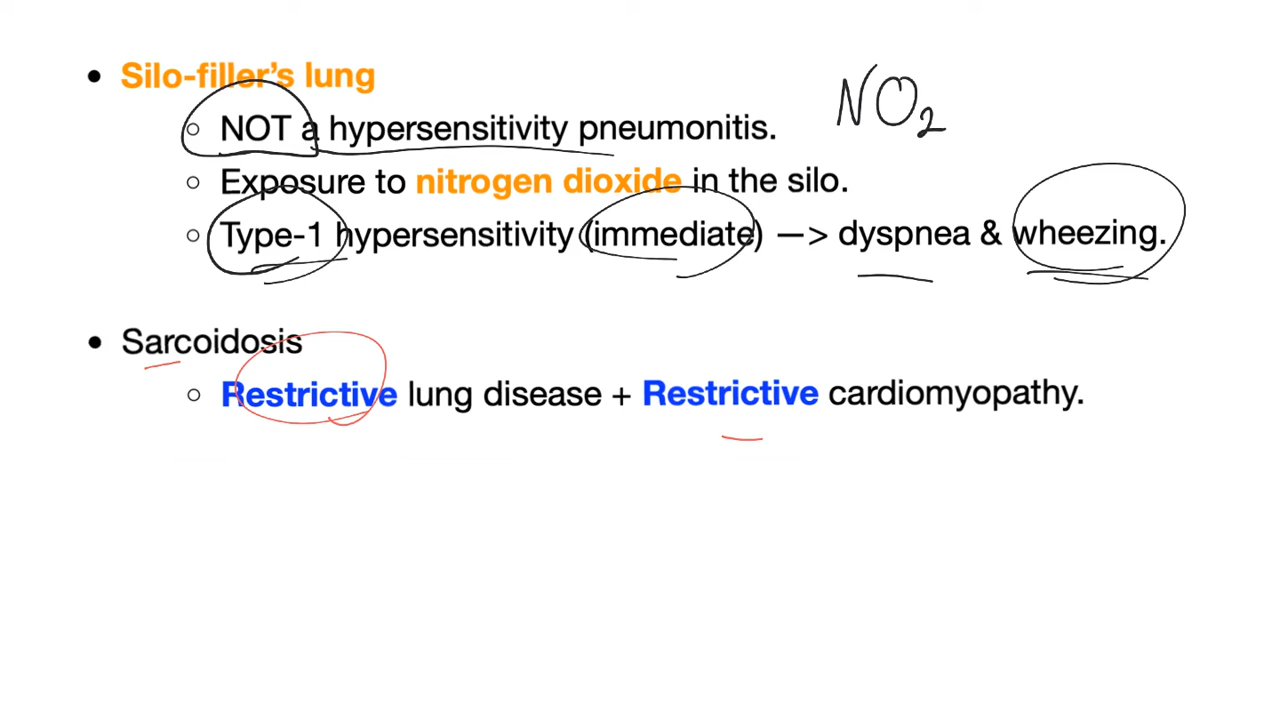 • Silo-filler's lung
NO2
○ NOT a hypersensitivity pneumonitis.
○ Exposure to nitrogen dioxide in the silo.
○ Type-1 hypersensitivity (immediate) —> dyspnea & wheezing.
• Sarcoidosis
○ Restrictive lung disease + Restrictive cardiomyopathy.